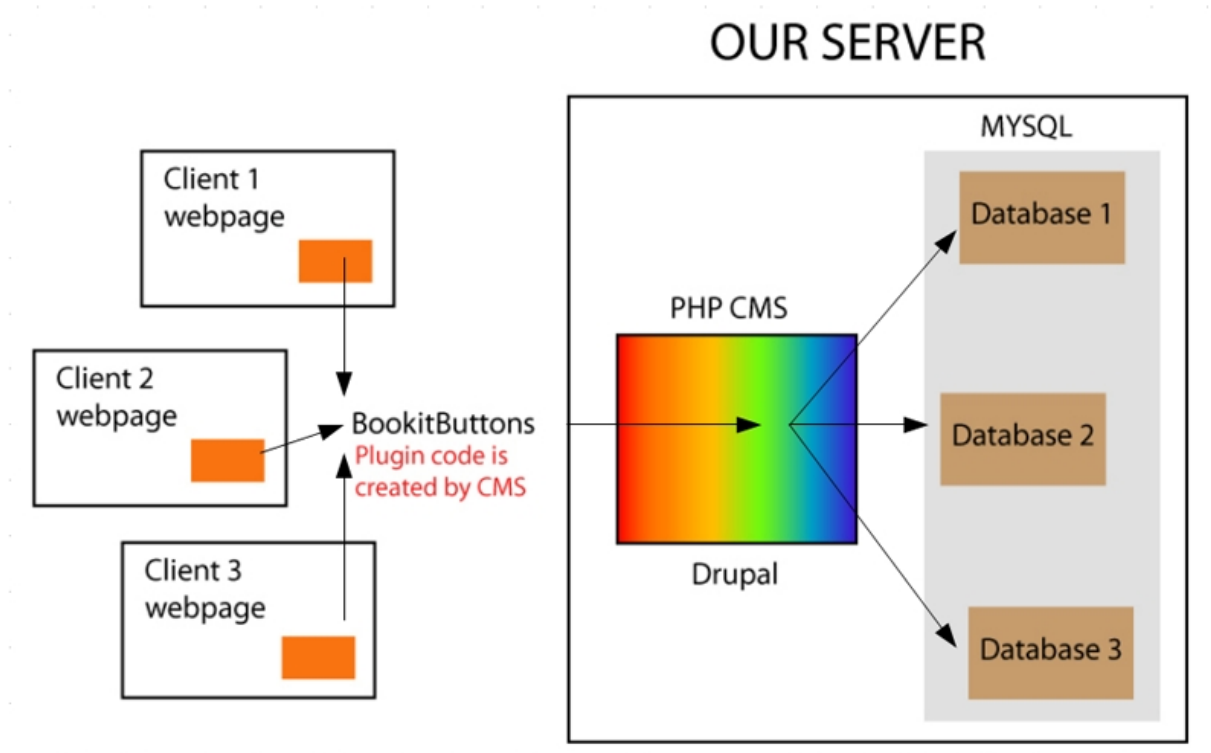 OUR SERVER
MYSQL
Client 1
webpage
Database 1
PHP CMS
Client 2
webpage
BookitButtons
Plugin code is
created by CMS
Database 2
Client 3
webpage
Drupal
Database 3